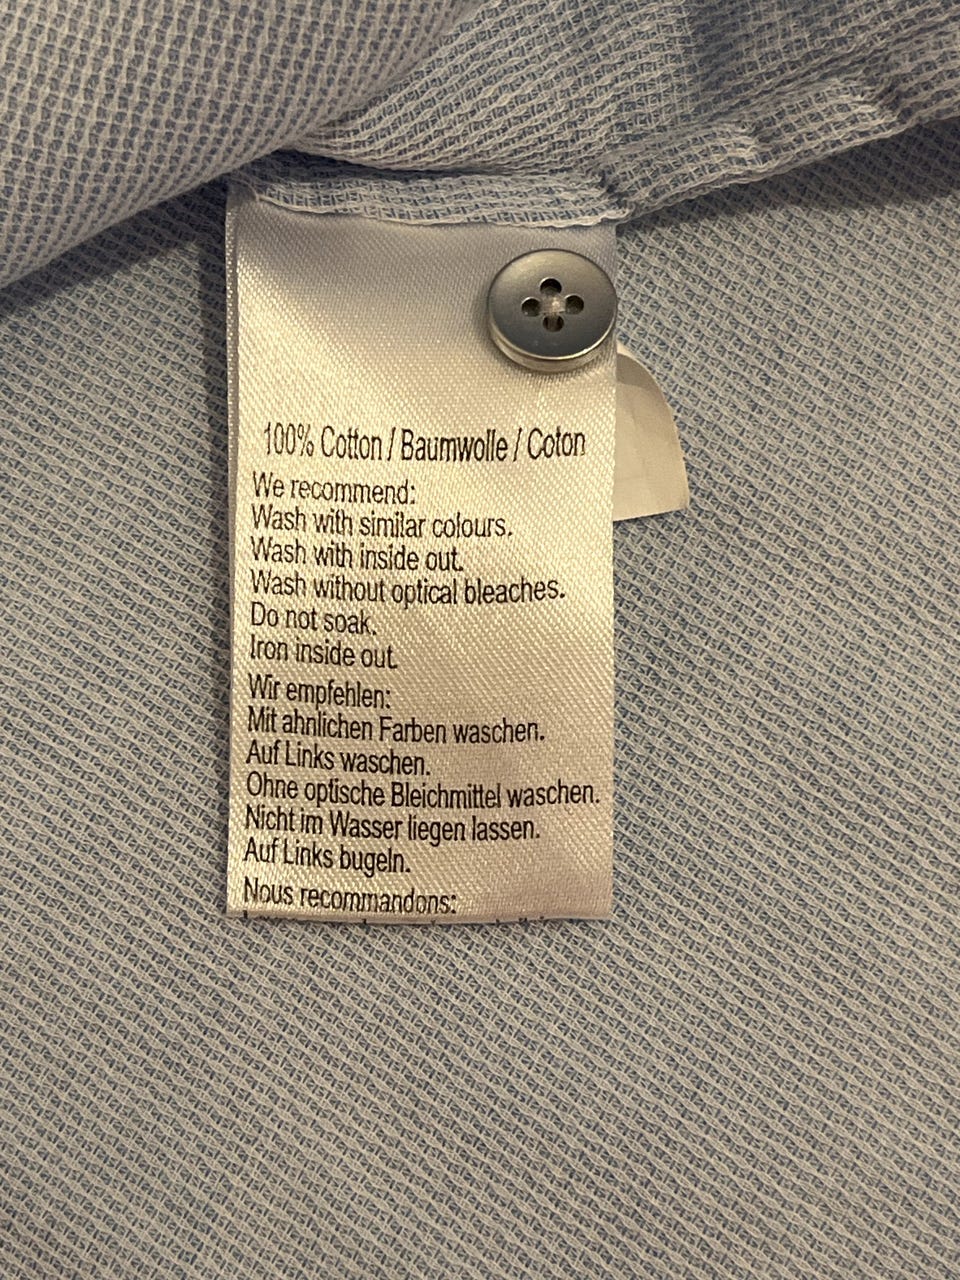 100% Cotton / Baumwolle / Coton
We recommend:
Wash with similar colours.
Wash with inside out.
Wash without optical bleaches.
Do not soak.
Iron inside out.
Wir empfehlen:
Mit ahnlichen Farben waschen.
Auf Links waschen.
Ohne optische Bleichmittel waschen.
Nicht im Wasser liegen lassen.
Auf Links bugeln.
Nous recommandons: